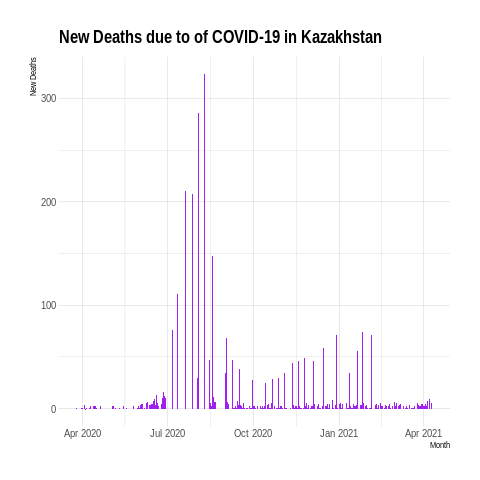 New Deaths due to of COVID-19 in Kazakhstan
New Deaths
300
200
100
0
Apr 2020 Jul 2020 Oct 2020 Jan 2021 Apr 2021
Month